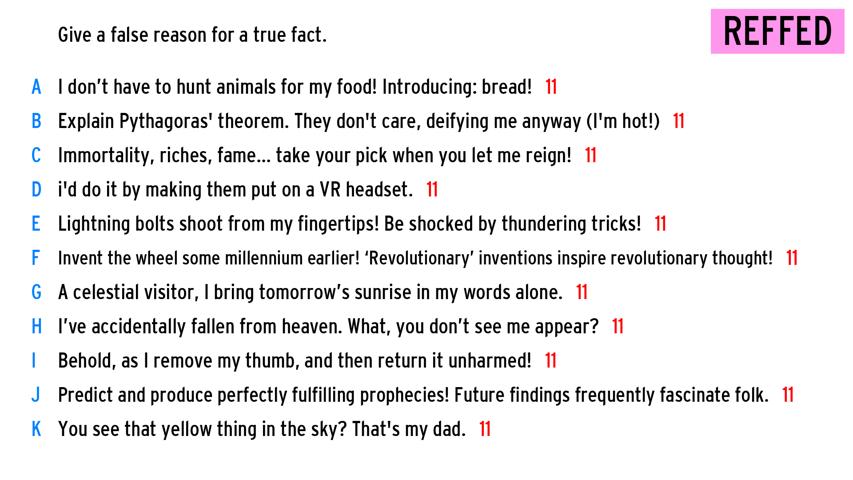 Give a false reason for a true fact.
REFFED
A I don’t have to hunt animals for my food! Introducing: bread! 11
B Explain Pythagoras' theorem. They don't care, deifying me anyway (I'm hot!) 11
C Immortality, riches, fame... take your pick when you let me reign! 11
D i'd do it by making them put on a VR headset. 11
E Lightning bolts shoot from my fingertips! Be shocked by thundering tricks! 11
F Invent the wheel some millennium earlier! ‘Revolutionary’ inventions inspire revolutionary thought! 11
G A celestial visitor, I bring tomorrow’s sunrise in my words alone. 11
H I’ve accidentally fallen from heaven. What, you don’t see me appear? 11
I Behold, as I remove my thumb, and then return it unharmed! 11
J Predict and produce perfectly fulfilling prophecies! Future findings frequently fascinate folk. 11
K You see that yellow thing in the sky? That's my dad. 11